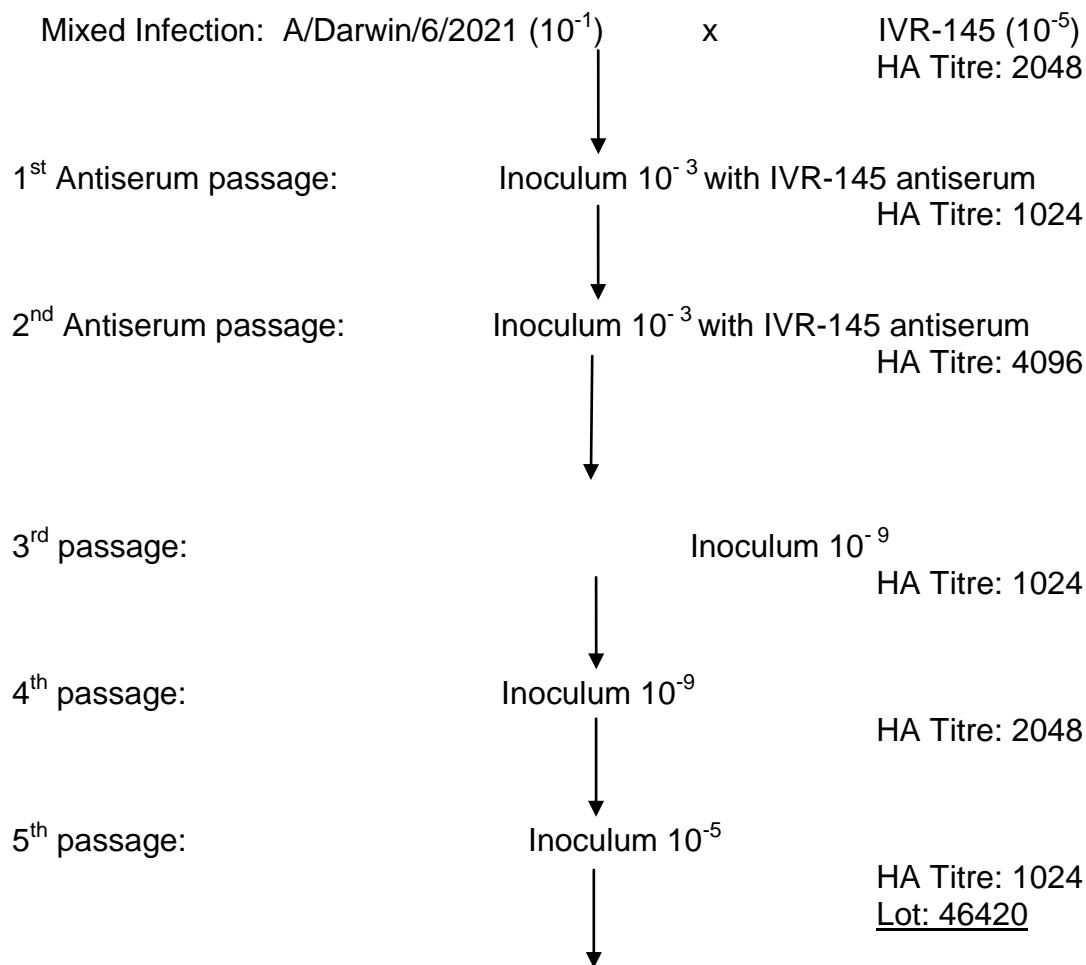 Mixed Infection: A/Darwin/6/2021 (10⁻¹) x IVR-145 (10⁻⁵)
HA Titre: 2048
1ˢᵗ Antiserum passage: Inoculum 10⁻³ with IVR-145 antiserum
HA Titre: 1024
2ⁿᵈ Antiserum passage: Inoculum 10⁻³ with IVR-145 antiserum
HA Titre: 4096
3ʳᵈ passage: Inoculum 10⁻⁹
HA Titre: 1024
4ᵗʰ passage: Inoculum 10⁻⁹
HA Titre: 2048
5ᵗʰ passage: Inoculum 10⁻⁵
HA Titre: 1024
Lot: 46420